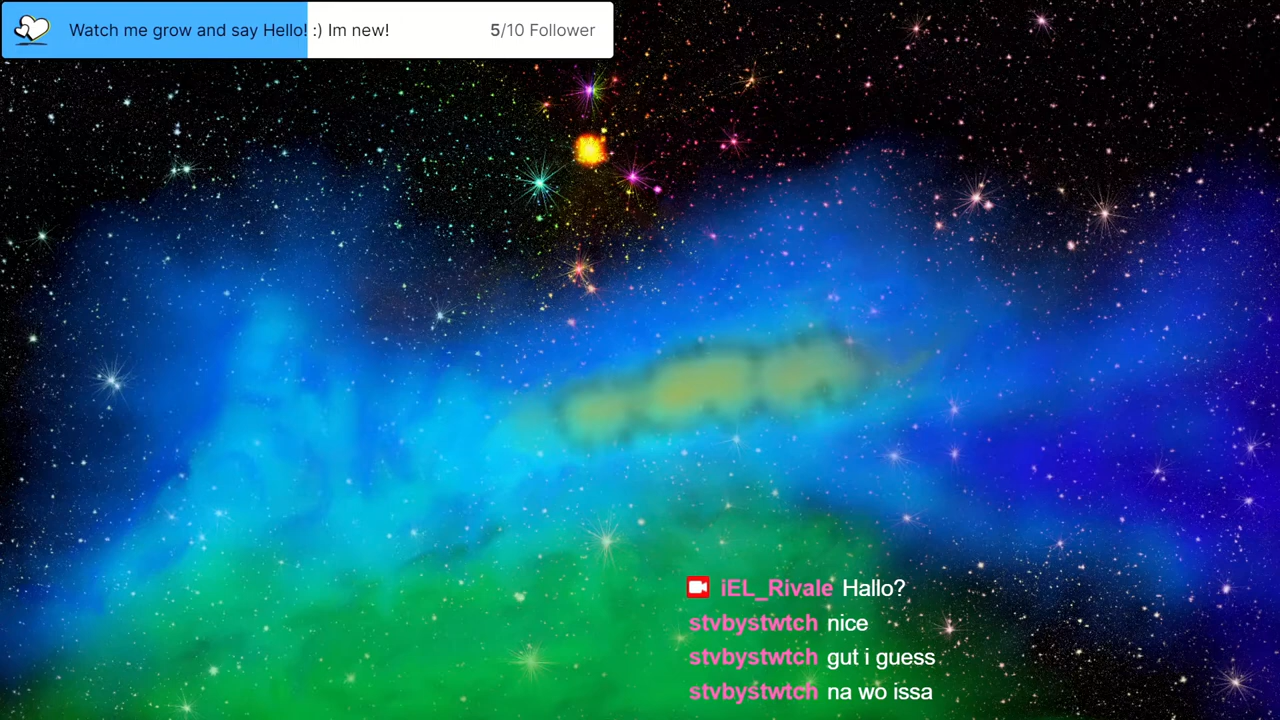 Watch me grow and say Hello! :) Im new! 5/10 Follower
iEL_Rivale Hallo?
stvbystwtch nice
stvbystwtch gut i guess
stvbystwtch na wo issa